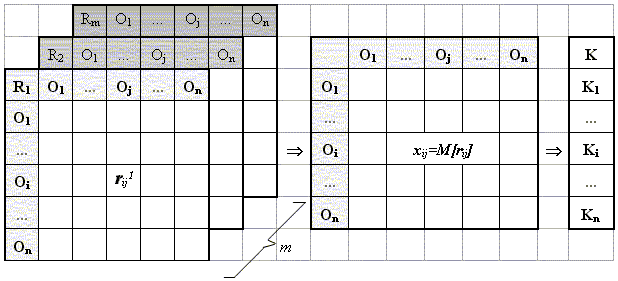 Rm O1 ... Oj ... On
R2 O1 ... Oj ... On
R1 O1 ... Oj ... On
O1
...
Oi rij1
...
On
m
⇒
O1 ... Oj ... On
O1
...
Oi xij=M[rij]
...
On
⇒
K
K1
...
Ki
...
Kn